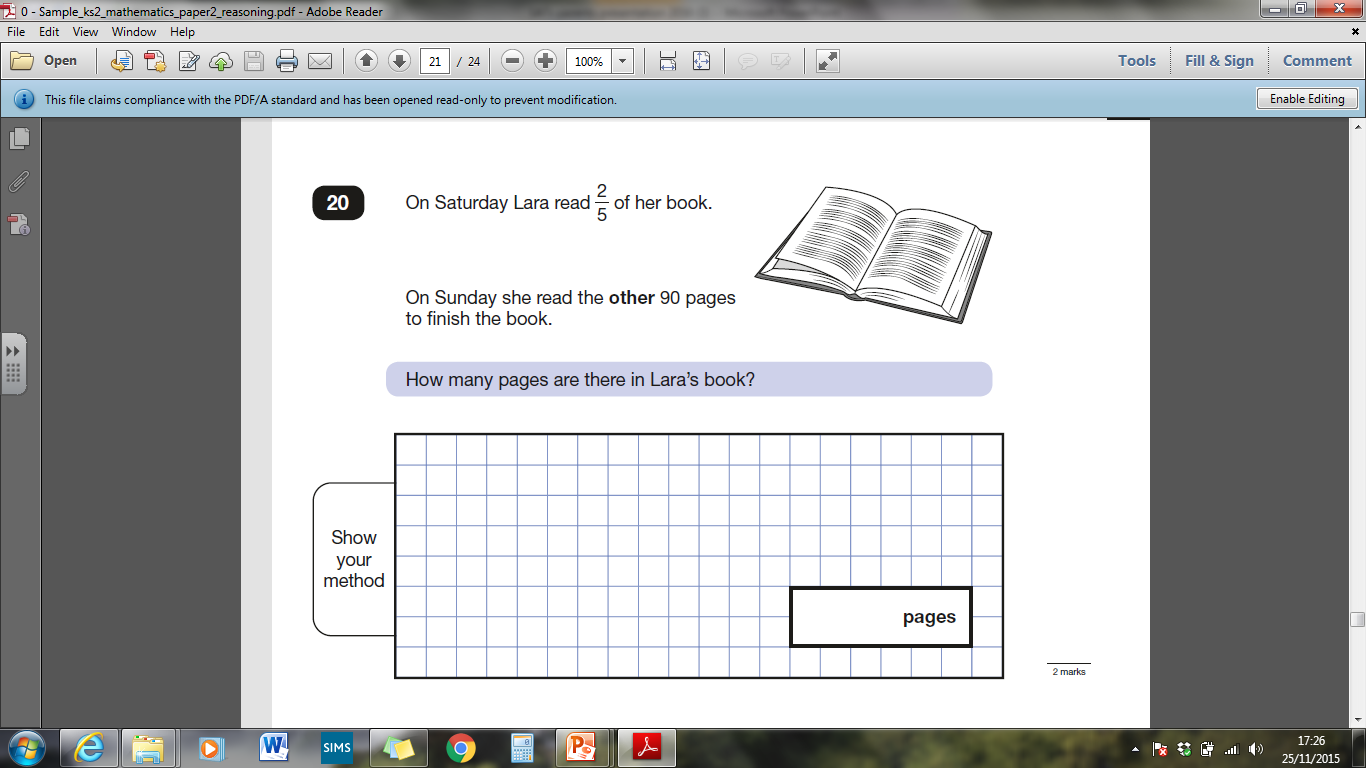 0 - Sample_ks2_mathematics_paper2_reasoning.pdf - Adobe Reader
File Edit View Window Help
Open 21 / 24 100% Tools Fill & Sign Comment
This file claims compliance with the PDF/A standard and has been opened read-only to prevent modification. Enable Editing
20 On Saturday Lara read 2/5 of her book.
On Sunday she read the other 90 pages
to finish the book.
How many pages are there in Lara's book?
Show
your
method
pages
2 marks
SIMS
17:26
25/11/2015